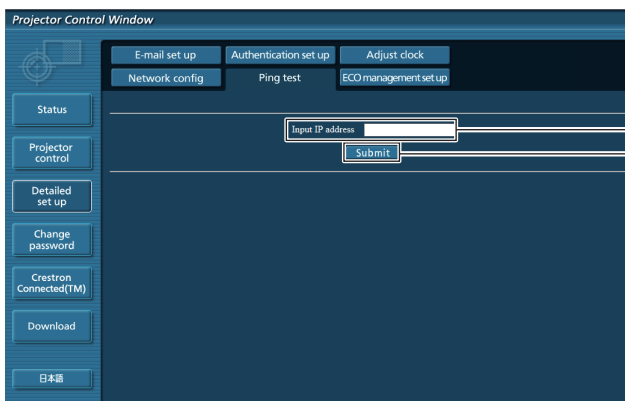 Projector Control Window
E-mail set up
Authentication set up
Adjust clock
Network config
Ping test
ECO management set up
Status
Projector
control
Detailed
set up
Change
password
Crestron
Connected(TM)
Download
日本語
Input IP address
Submit